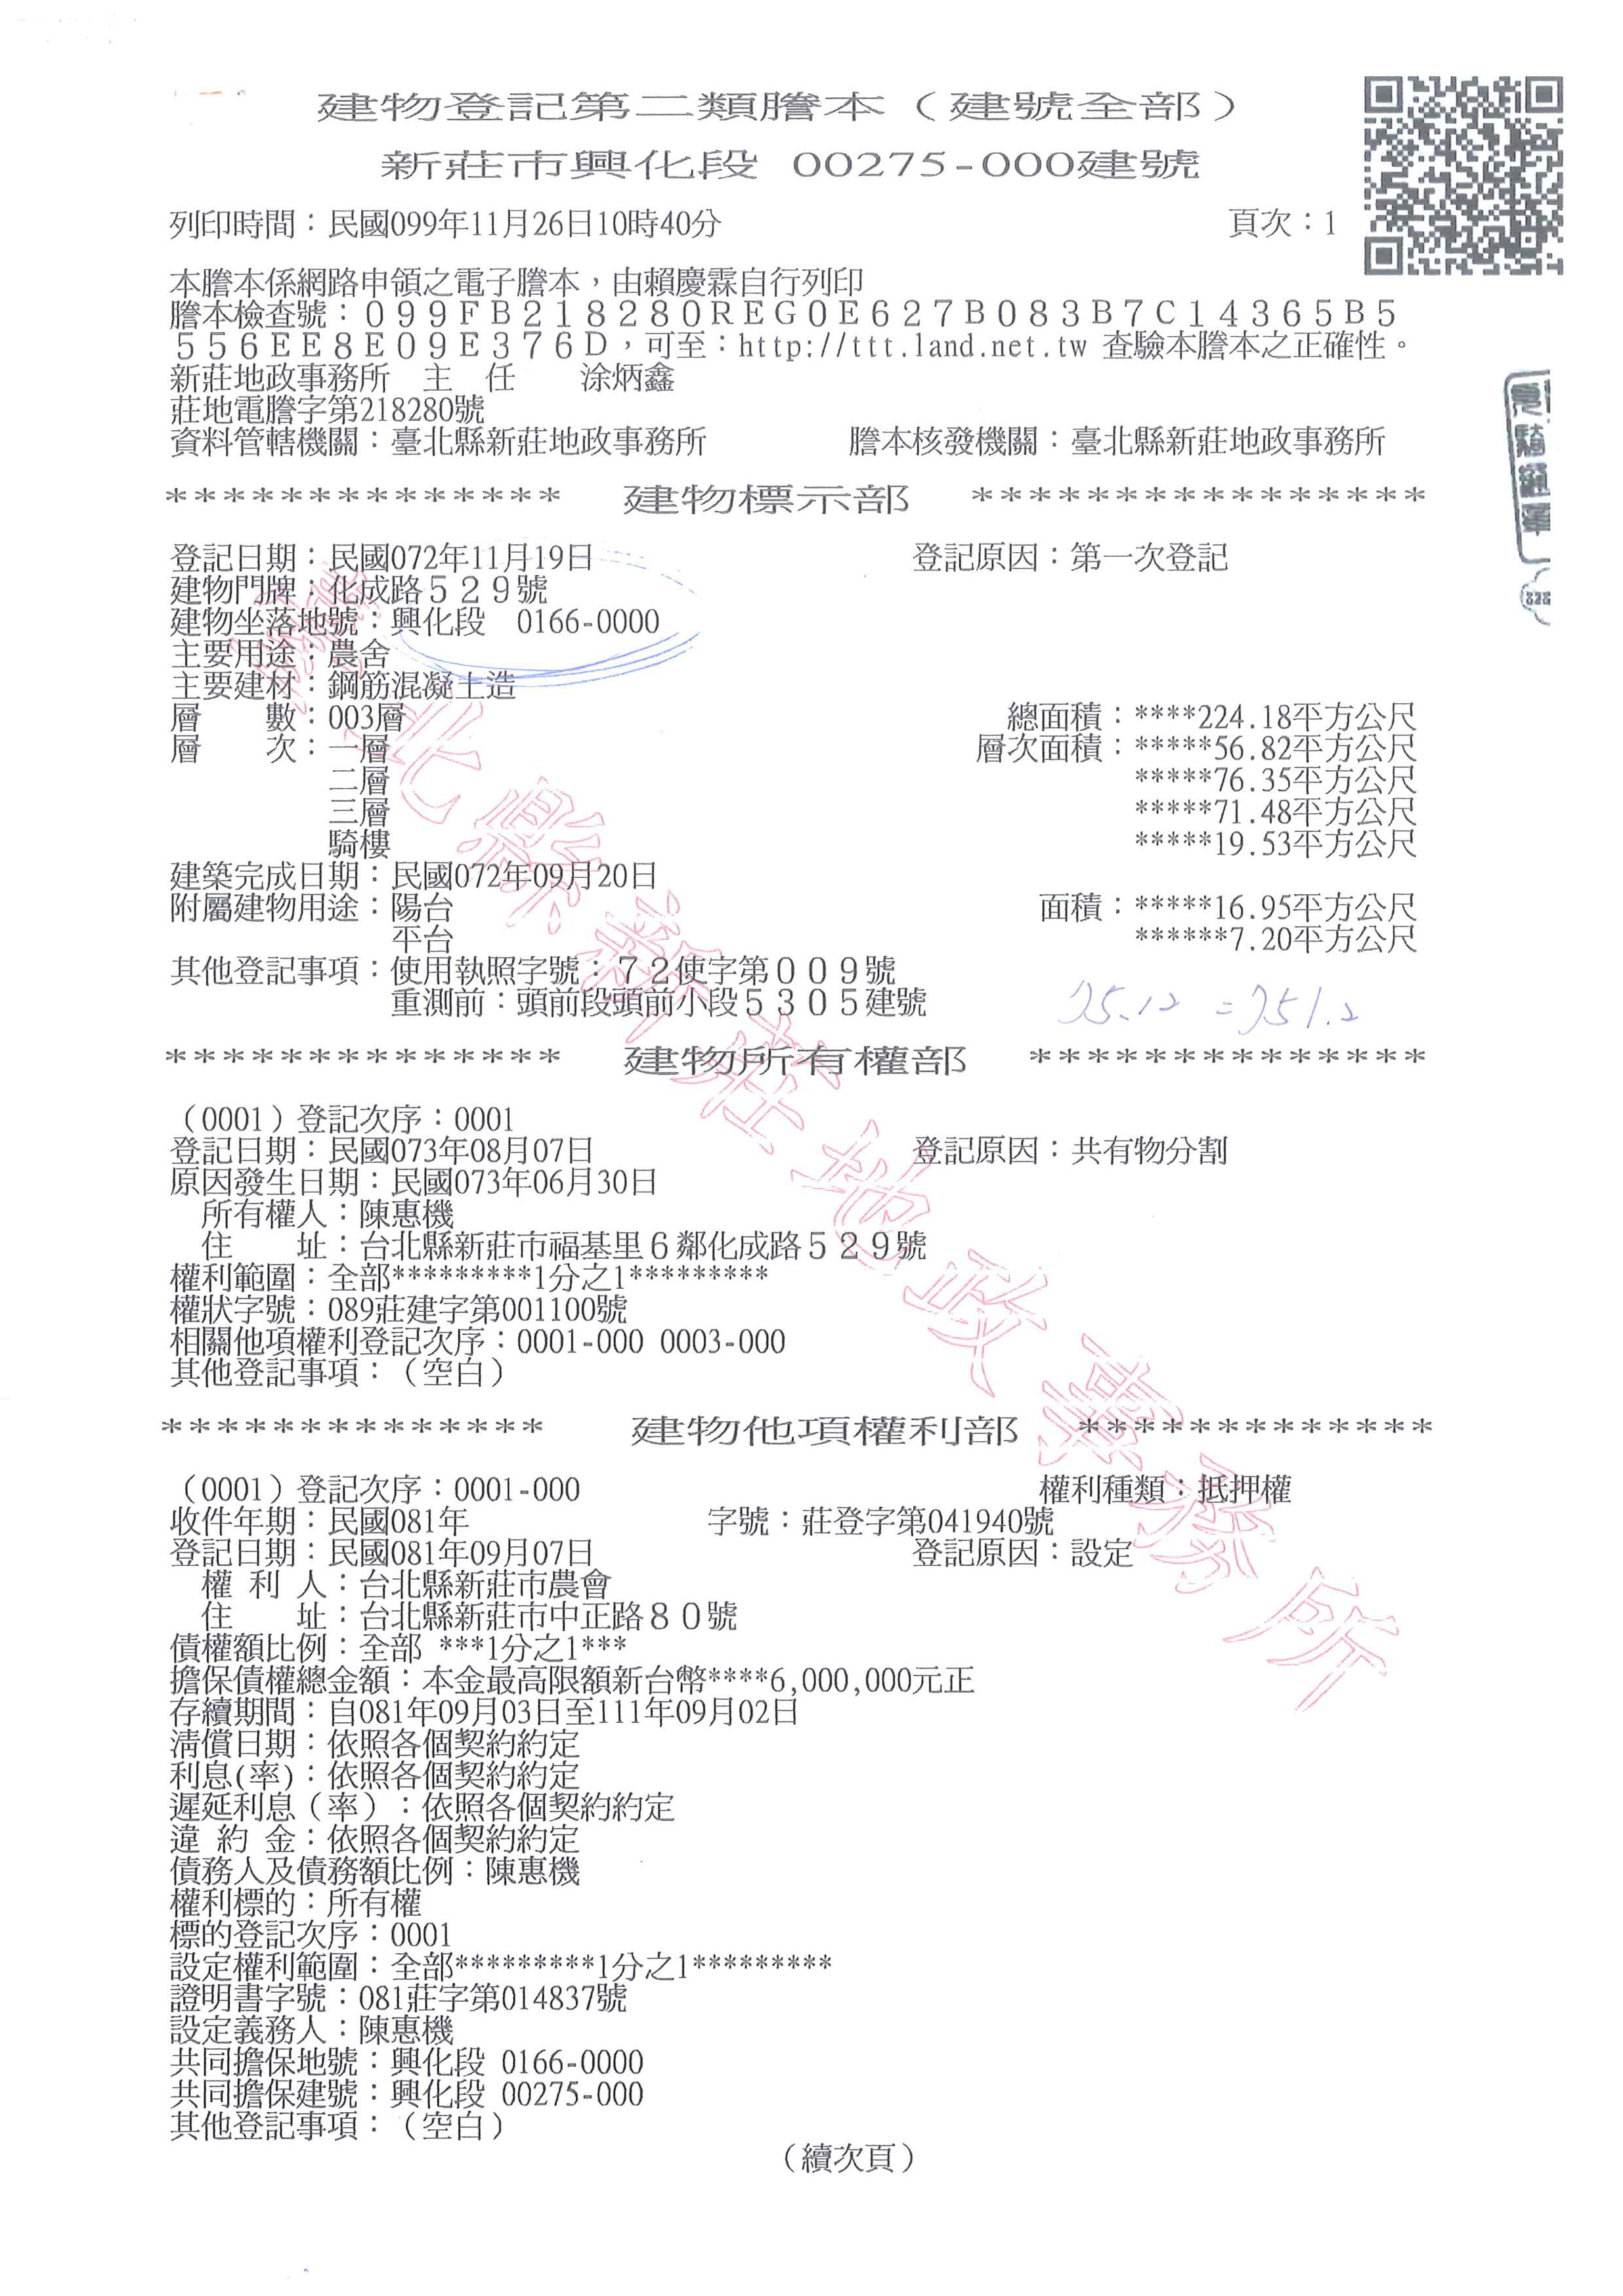 建物登記第二類謄本（建號全部）
新莊市興化段 00275-000建號
列印時間：民國099年11月26日10時40分 頁次：1
本謄本係網路申領之電子謄本，由賴慶霖自行列印
謄本檢查號：０９９ＦＢ２１８２８０ＲＥＧ０Ｅ６２７Ｂ０８３Ｂ７Ｃ１４３６５Ｂ５
５５６ＥＥ８Ｅ０９Ｅ３７６Ｄ，可至：http://ttt.land.net.tw 查驗本謄本之正確性。
新莊地政事務所　主　任　　涂炳鑫
莊地電謄字第218280號
資料管轄機關：臺北縣新莊地政事務所 謄本核發機關：臺北縣新莊地政事務所
************** 建物標示部 ****************
登記日期：民國072年11月19日 登記原因：第一次登記
建物門牌：化成路５２９號
建物坐落地號：興化段　0166-0000
主要用途：農舍
主要建材：鋼筋混凝土造
層　　數：003層 總面積：****224.18平方公尺
層　　次：一層 層次面積：*****56.82平方公尺
二層 *****76.35平方公尺
三層 *****71.48平方公尺
騎樓 *****19.53平方公尺
建築完成日期：民國072年09月20日
附屬建物用途：陽台 面積：*****16.95平方公尺
平台 ******7.20平方公尺
其他登記事項：使用執照字號：７２使字第００９號
重測前：頭前段頭前小段５３０５建號
75.12 = 751.2
************** 建物所有權部 **************
（0001）登記次序：0001
登記日期：民國073年08月07日 登記原因：共有物分割
原因發生日期：民國073年06月30日
所有權人：陳惠機
住　　址：台北縣新莊市福基里６鄰化成路５２９號
權利範圍：全部*********1分之1*********
權狀字號：089莊建字第001100號
相關他項權利登記次序：0001-000 0003-000
其他登記事項：（空白）
************** 建物他項權利部 *************
（0001）登記次序：0001-000 權利種類：抵押權
收件年期：民國081年 字號：莊登字第041940號
登記日期：民國081年09月07日 登記原因：設定
權 利 人：台北縣新莊市農會
住　　址：台北縣新莊市中正路８０號
債權額比例：全部 ***1分之1***
擔保債權總金額：本金最高限額新台幣****6,000,000元正
存續期間：自081年09月03日至111年09月02日
清償日期：依照各個契約約定
利息(率)：依照各個契約約定
遲延利息（率）：依照各個契約約定
違 約 金：依照各個契約約定
債務人及債務額比例：陳惠機
權利標的：所有權
標的登記次序：0001
設定權利範圍：全部*********1分之1*********
證明書字號：081莊字第014837號
設定義務人：陳惠機
共同擔保地號：興化段 0166-0000
共同擔保建號：興化段 00275-000
其他登記事項：（空白）
（續次頁）
臺北縣新莊地政事務所